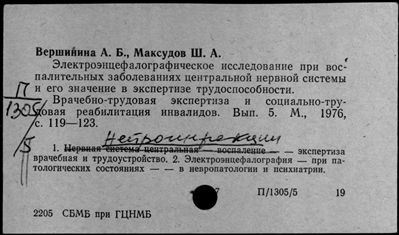 Вершинина А. Б., Максудов Ш. А.
Электроэнцефалографическое исследование при вос-
палительных заболеваниях центральной нервной системы
и его значение в экспертизе трудоспособности.
П
1305
5
Врачебно-трудовая экспертиза и социально-тру-
довая реабилитация инвалидов. Вып. 5. М., 1976,
с. 119—123.
Нейроинфекции
1. Нервная система центральная — воспаление — — экспертиза
врачебная и трудоустройство. 2. Электроэнцефалография — при па-
тологических состояниях — — в невропатологии и психиатрии.
7 П/1305/5 19
2205 СБМБ при ГЦНМБ